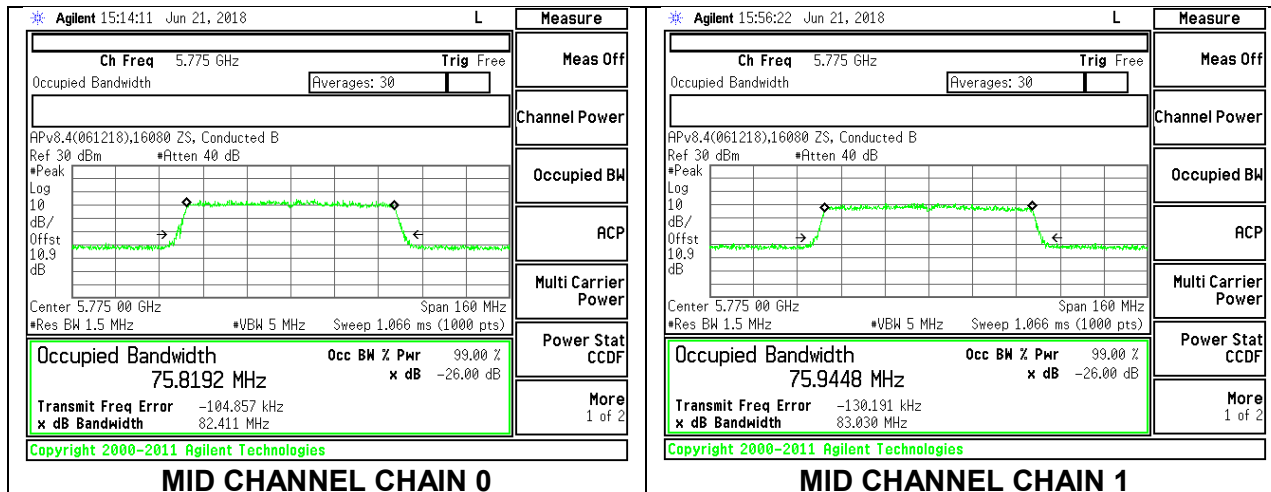 Agilent 15:14:11 Jun 21, 2018 L
Measure
Ch Freq 5.775 GHz Trig Free
Occupied Bandwidth Averages: 30
APv8.4(061218),16080 ZS, Conducted B
Ref 30 dBm #Atten 40 dB
#Peak
Log
10
dB/
Offst
10.9
dB
Center 5.775 00 GHz Span 160 MHz
#Res BW 1.5 MHz #VBW 5 MHz Sweep 1.066 ms (1000 pts)
Occupied Bandwidth Occ BW % Pwr 99.00 %
75.8192 MHz x dB -26.00 dB
Transmit Freq Error -104.857 kHz
x dB Bandwidth 82.411 MHz
Copyright 2000-2011 Agilent Technologies
Meas Off
Channel Power
Occupied BW
ACP
Multi Carrier
Power
Power Stat
CCDF
More
1 of 2
MID CHANNEL CHAIN 0
Agilent 15:56:22 Jun 21, 2018 L
Measure
Ch Freq 5.775 GHz Trig Free
Occupied Bandwidth Averages: 30
APv8.4(061218),16080 ZS, Conducted B
Ref 30 dBm #Atten 40 dB
#Peak
Log
10
dB/
Offst
10.9
dB
Center 5.775 00 GHz Span 160 MHz
#Res BW 1.5 MHz #VBW 5 MHz Sweep 1.066 ms (1000 pts)
Occupied Bandwidth Occ BW % Pwr 99.00 %
75.9448 MHz x dB -26.00 dB
Transmit Freq Error -130.191 kHz
x dB Bandwidth 83.030 MHz
Copyright 2000-2011 Agilent Technologies
Meas Off
Channel Power
Occupied BW
ACP
Multi Carrier
Power
Power Stat
CCDF
More
1 of 2
MID CHANNEL CHAIN 1